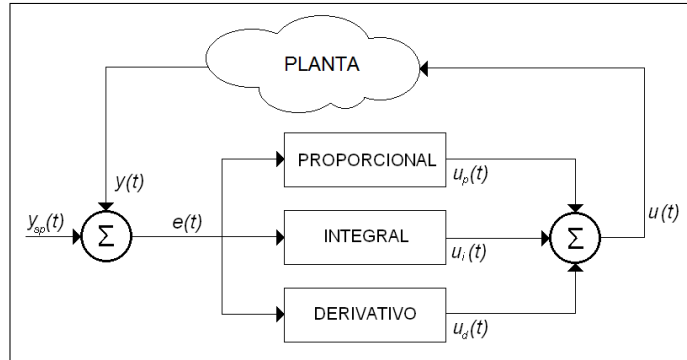 PLANTA
PROPORCIONAL
y(t)
u_p(t)
u(t)
y_sp(t)
Σ
e(t)
INTEGRAL
u_i(t)
Σ
DERIVATIVO
u_d(t)